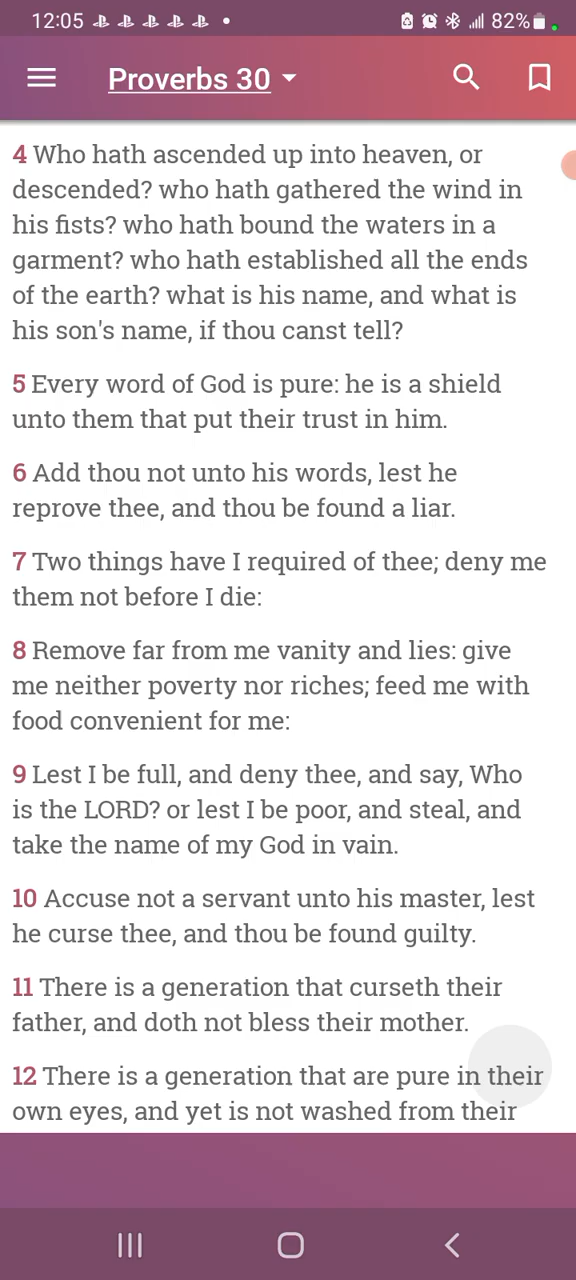 12:05
82%
Proverbs 30
4 Who hath ascended up into heaven, or
descended? who hath gathered the wind in
his fists? who hath bound the waters in a
garment? who hath established all the ends
of the earth? what is his name, and what is
his son's name, if thou canst tell?
5 Every word of God is pure: he is a shield
unto them that put their trust in him.
6 Add thou not unto his words, lest he
reprove thee, and thou be found a liar.
7 Two things have I required of thee; deny me
them not before I die:
8 Remove far from me vanity and lies: give
me neither poverty nor riches; feed me with
food convenient for me:
9 Lest I be full, and deny thee, and say, Who
is the LORD? or lest I be poor, and steal, and
take the name of my God in vain.
10 Accuse not a servant unto his master, lest
he curse thee, and thou be found guilty.
11 There is a generation that curseth their
father, and doth not bless their mother.
12 There is a generation that are pure in their
own eyes, and yet is not washed from their